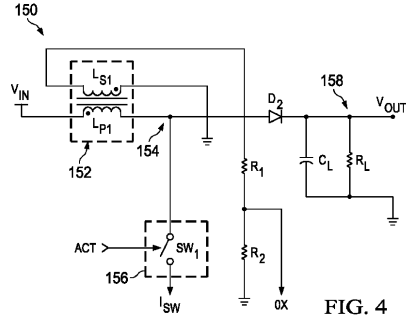 150
L_S1
V_IN
L_P1
152
154
D_2
158
V_OUT
R_1
C_L
R_L
ACT
SW_1
156
I_SW
R_2
0X
FIG. 4